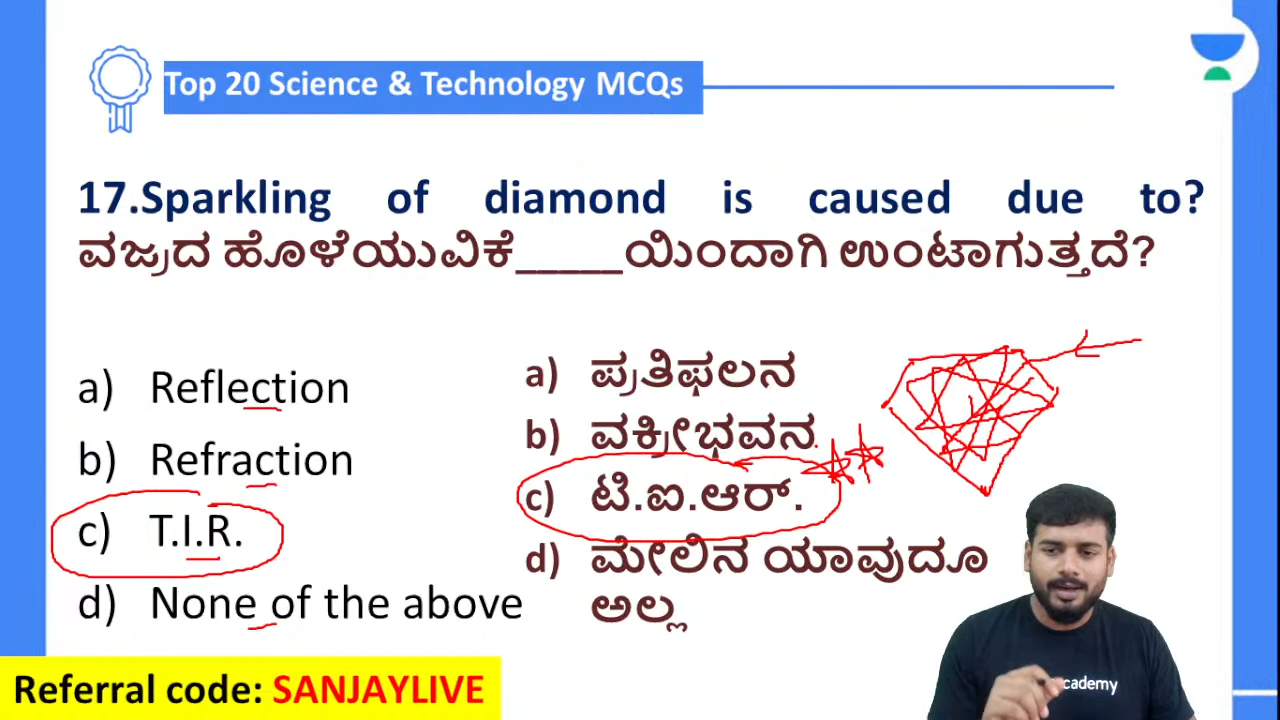 Top 20 Science & Technology MCQs
17.Sparkling of diamond is caused due to?
ವಜ್ರದ ಹೊಳೆಯುವಿಕೆ_____ಯಿಂದಾಗಿ ಉಂಟಾಗುತ್ತದೆ?
a) Reflection
b) Refraction
c) T.I.R.
d) None of the above
a) ಪ್ರತಿಫಲನ
b) ವಕ್ರೀಭವನ
c) ಟಿ.ಐ.ಆರ್.
d) ಮೇಲಿನ ಯಾವುದೂ
ಅಲ್ಲ
cademy
Referral code: SANJAYLIVE